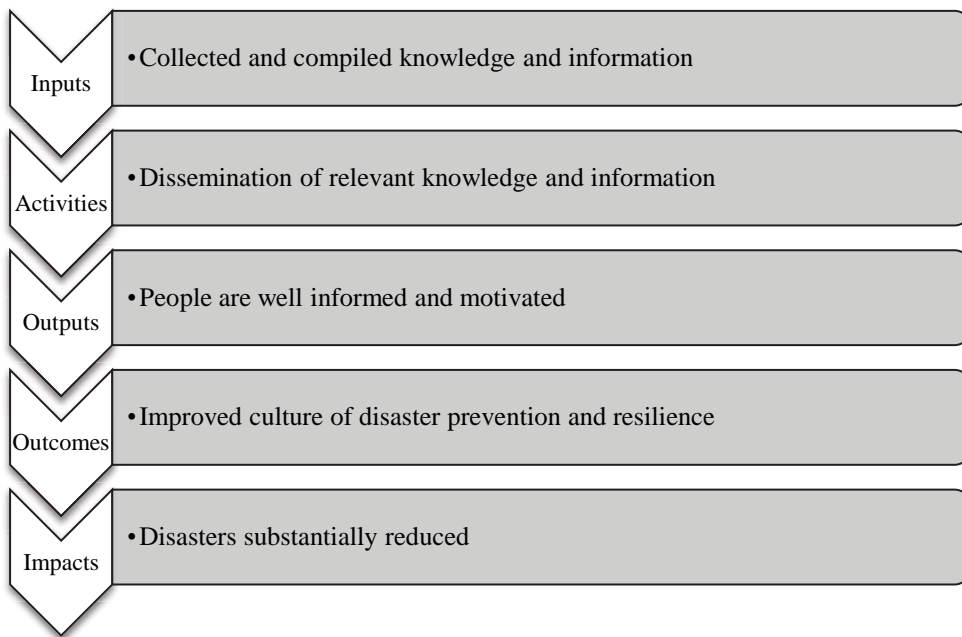 Inputs
•Collected and compiled knowledge and information
Activities
•Dissemination of relevant knowledge and information
Outputs
•People are well informed and motivated
Outcomes
•Improved culture of disaster prevention and resilience
Impacts
•Disasters substantially reduced